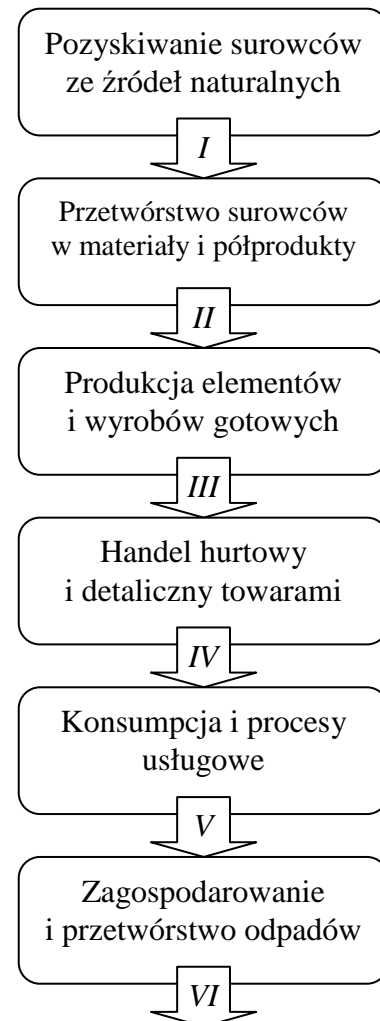 Pozyskiwanie surowców
ze źródeł naturalnych
I
Przetwórstwo surowców
w materiały i półprodukty
II
Produkcja elementów
i wyrobów gotowych
III
Handel hurtowy
i detaliczny towarami
IV
Konsumpcja i procesy
usługowe
V
Zagospodarowanie
i przetwórstwo odpadów
VI